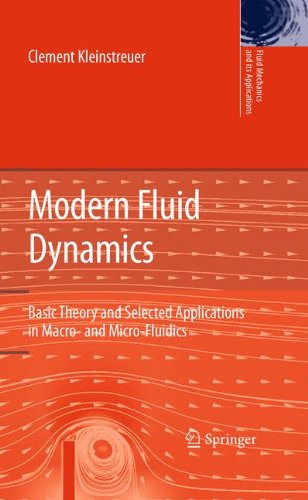 Clement Kleinstreuer
Fluid Mechanics
and its Applications
Modern Fluid
Dynamics
Basic Theory and Selected Applications
in Macro- and Micro-Fluidics
Springer